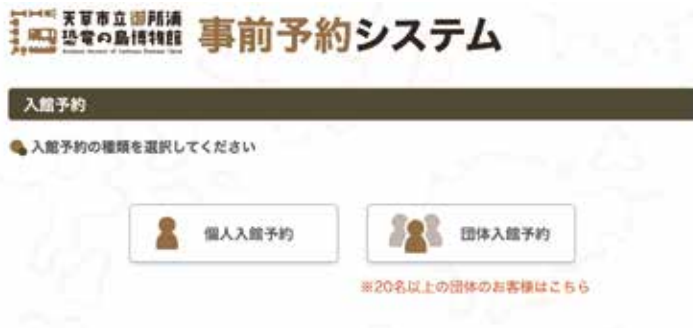 天草市立御所浦
恐竜の島博物館
事前予約システム
入館予約
入館予約の種類を選択してください
個人入館予約
団体入館予約
※20名以上の団体のお客様はこちら